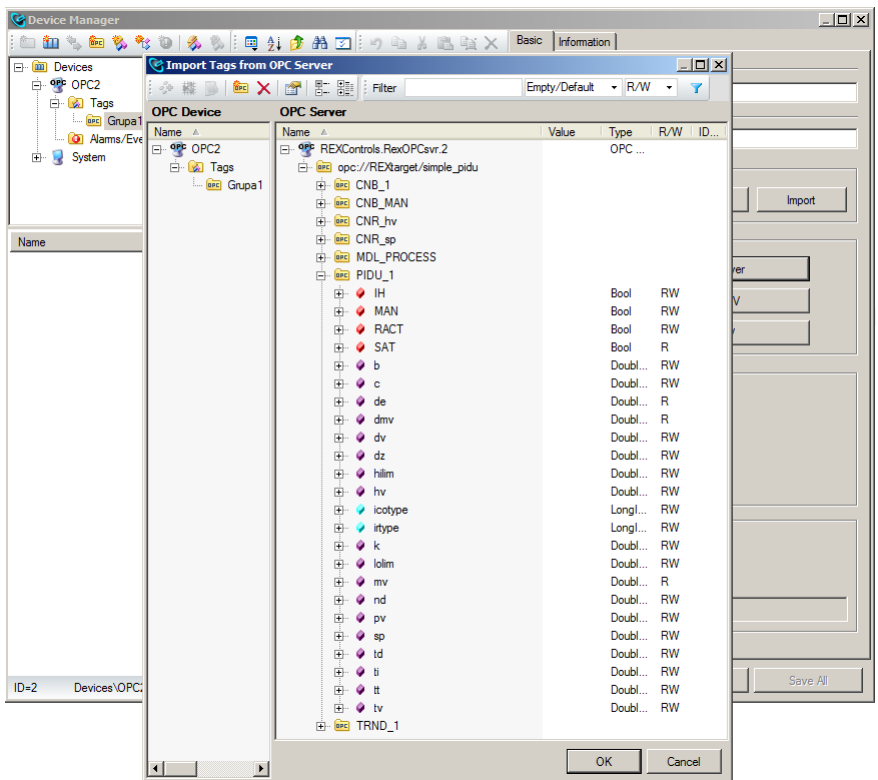 Device Manager
Basic Information
Devices
OPC2
Tags
Grupa1
Alarms/Eve
System
Name
ID=2 Devices\OPC2
Import Tags from OPC Server
Filter Empty/Default R/W
OPC Device OPC Server
Name Name Value Type R/W ID...
OPC2 REXControls.RexOPCsvr.2 OPC ...
Tags opc://REXtarget/simple_pidu
Grupa1 CNB_1
CNB_MAN
CNR_hv
CNR_sp
MDL_PROCESS
PIDU_1
IH Bool RW
MAN Bool RW
RACT Bool RW
SAT Bool R
b Doubl... RW
c Doubl... RW
de Doubl... R
dmv Doubl... R
dv Doubl... RW
dz Doubl... RW
hilim Doubl... RW
hv Doubl... RW
icotype Longl... RW
irtype Longl... RW
k Doubl... RW
lolim Doubl... RW
mv Doubl... R
nd Doubl... RW
pv Doubl... RW
sp Doubl... RW
td Doubl... RW
ti Doubl... RW
tt Doubl... RW
tv Doubl... RW
TRND_1
OK Cancel
Import
ver
V
Save All